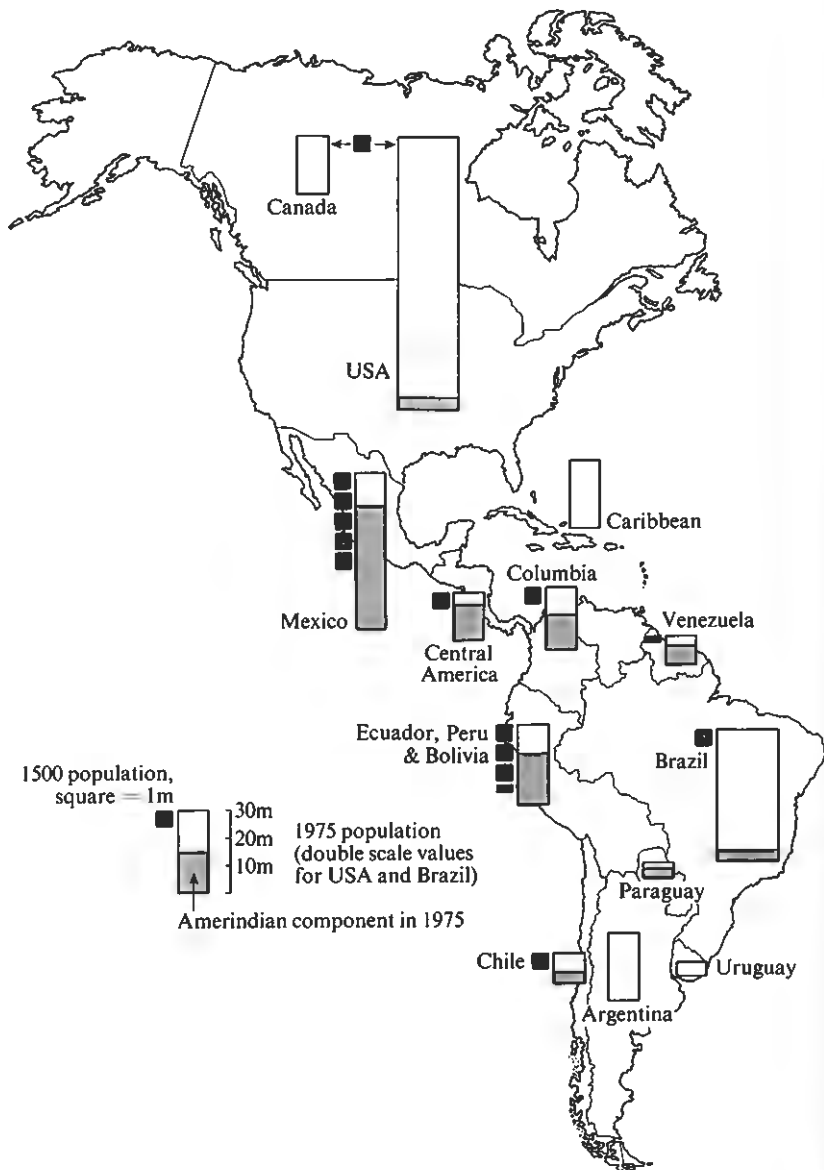 Canada
USA
Caribbean
Mexico
Central
America
Columbia
Venezuela
Ecuador, Peru
& Bolivia
Brazil
1500 population,
square = 1m
30m
20m
10m
1975 population
(double scale values
for USA and Brazil)
Amerindian component in 1975
Paraguay
Chile
Uruguay
Argentina